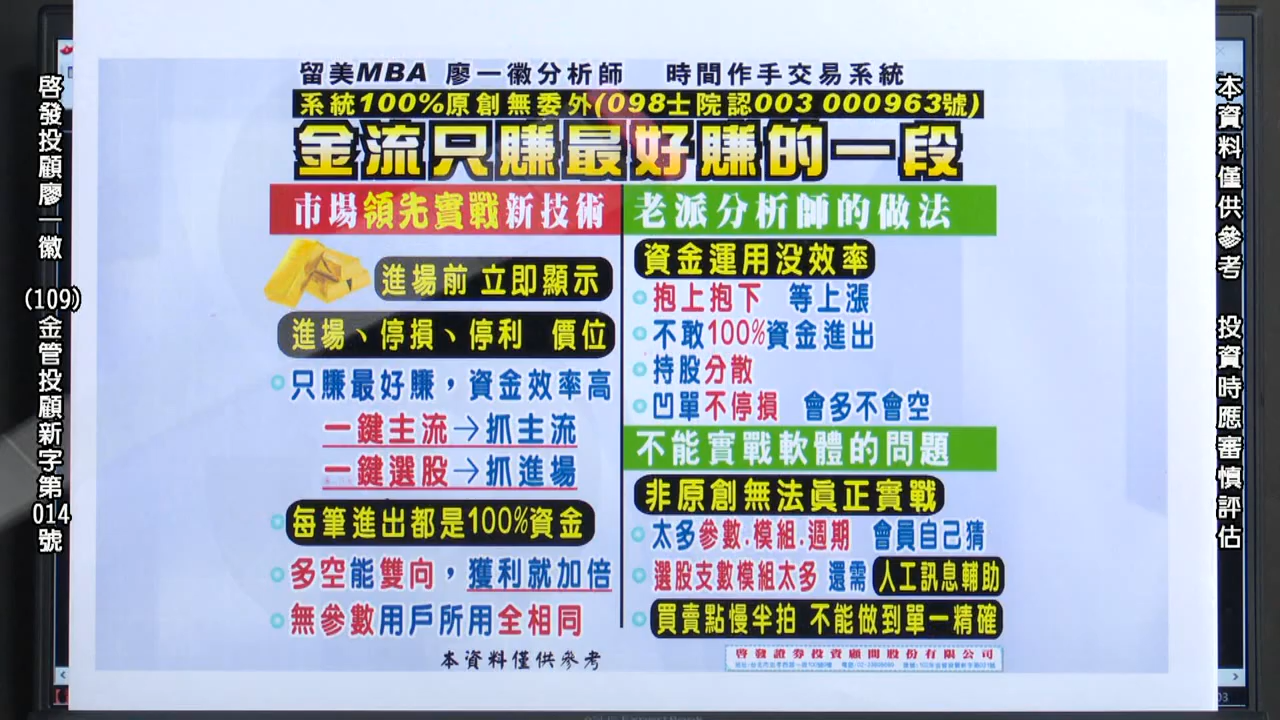 留美MBA 廖一徽分析師 時間作手交易系統
系統100%原創無委外(098士院認003 000963號)
金流只賺最好賺的一段
市場領先實戰新技術
進場前 立即顯示
進場、停損、停利 價位
只賺最好賺，資金效率高
一鍵主流→抓主流
一鍵選股→抓進場
每筆進出都是100%資金
多空能雙向，獲利就加倍
無參數用戶所用全相同
老派分析師的做法
資金運用没效率
抱上抱下 等上漲
不敢100%資金進出
持股分散
凹單不停損 會多不會空
不能實戰軟體的問題
非原創無法真正實戰
太多參數.模組.週期 會員自己猜
選股支數模組太多 還需人工訊息輔助
買賣點慢半拍 不能做到單一精確
本資料僅供參考
啓發證券投資顧問股份有限公司
啓發投顧廖一徽 (109)金管投顧新字第014號
本資料僅供參考 投資時應審慎評估